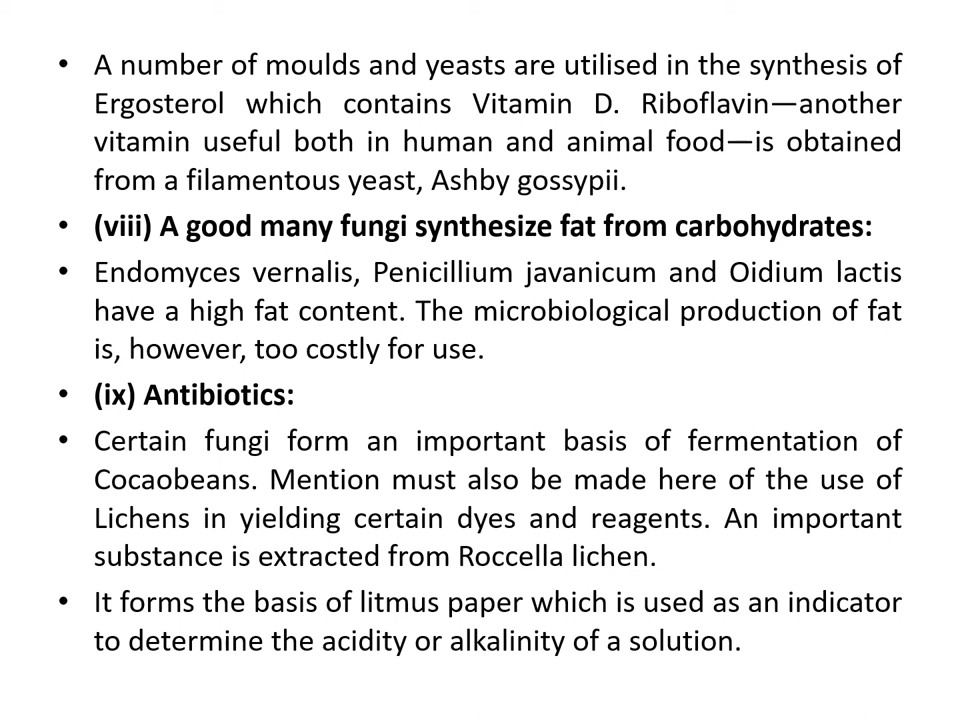 • A number of moulds and yeasts are utilised in the synthesis of
Ergosterol which contains Vitamin D. Riboflavin—another
vitamin useful both in human and animal food—is obtained
from a filamentous yeast, Ashby gossypii.
• (viii) A good many fungi synthesize fat from carbohydrates:
• Endomyces vernalis, Penicillium javanicum and Oidium lactis
have a high fat content. The microbiological production of fat
is, however, too costly for use.
• (ix) Antibiotics:
• Certain fungi form an important basis of fermentation of
Cocaobeans. Mention must also be made here of the use of
Lichens in yielding certain dyes and reagents. An important
substance is extracted from Roccella lichen.
• It forms the basis of litmus paper which is used as an indicator
to determine the acidity or alkalinity of a solution.